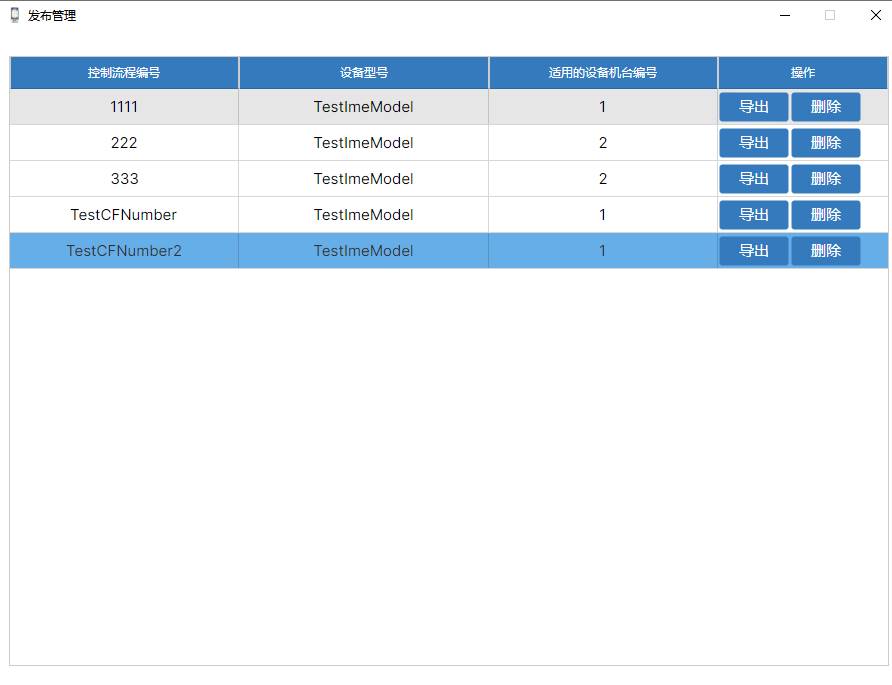 发布管理
控制流程编号 设备型号 适用的设备机台编号 操作
1111 TestImeModel 1 导出 删除
222 TestImeModel 2 导出 删除
333 TestImeModel 2 导出 删除
TestCFNumber TestImeModel 1 导出 删除
TestCFNumber2 TestImeModel 1 导出 删除